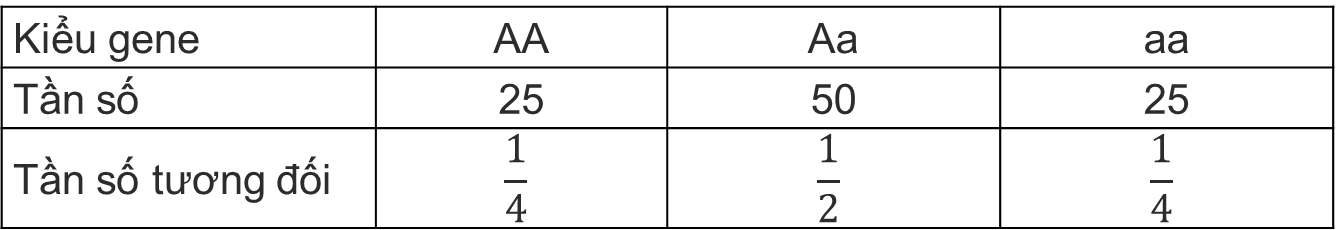 Kiểu gene AA Aa aa
Tần số 25 50 25
Tần số tương đối 1/4 1/2 1/4